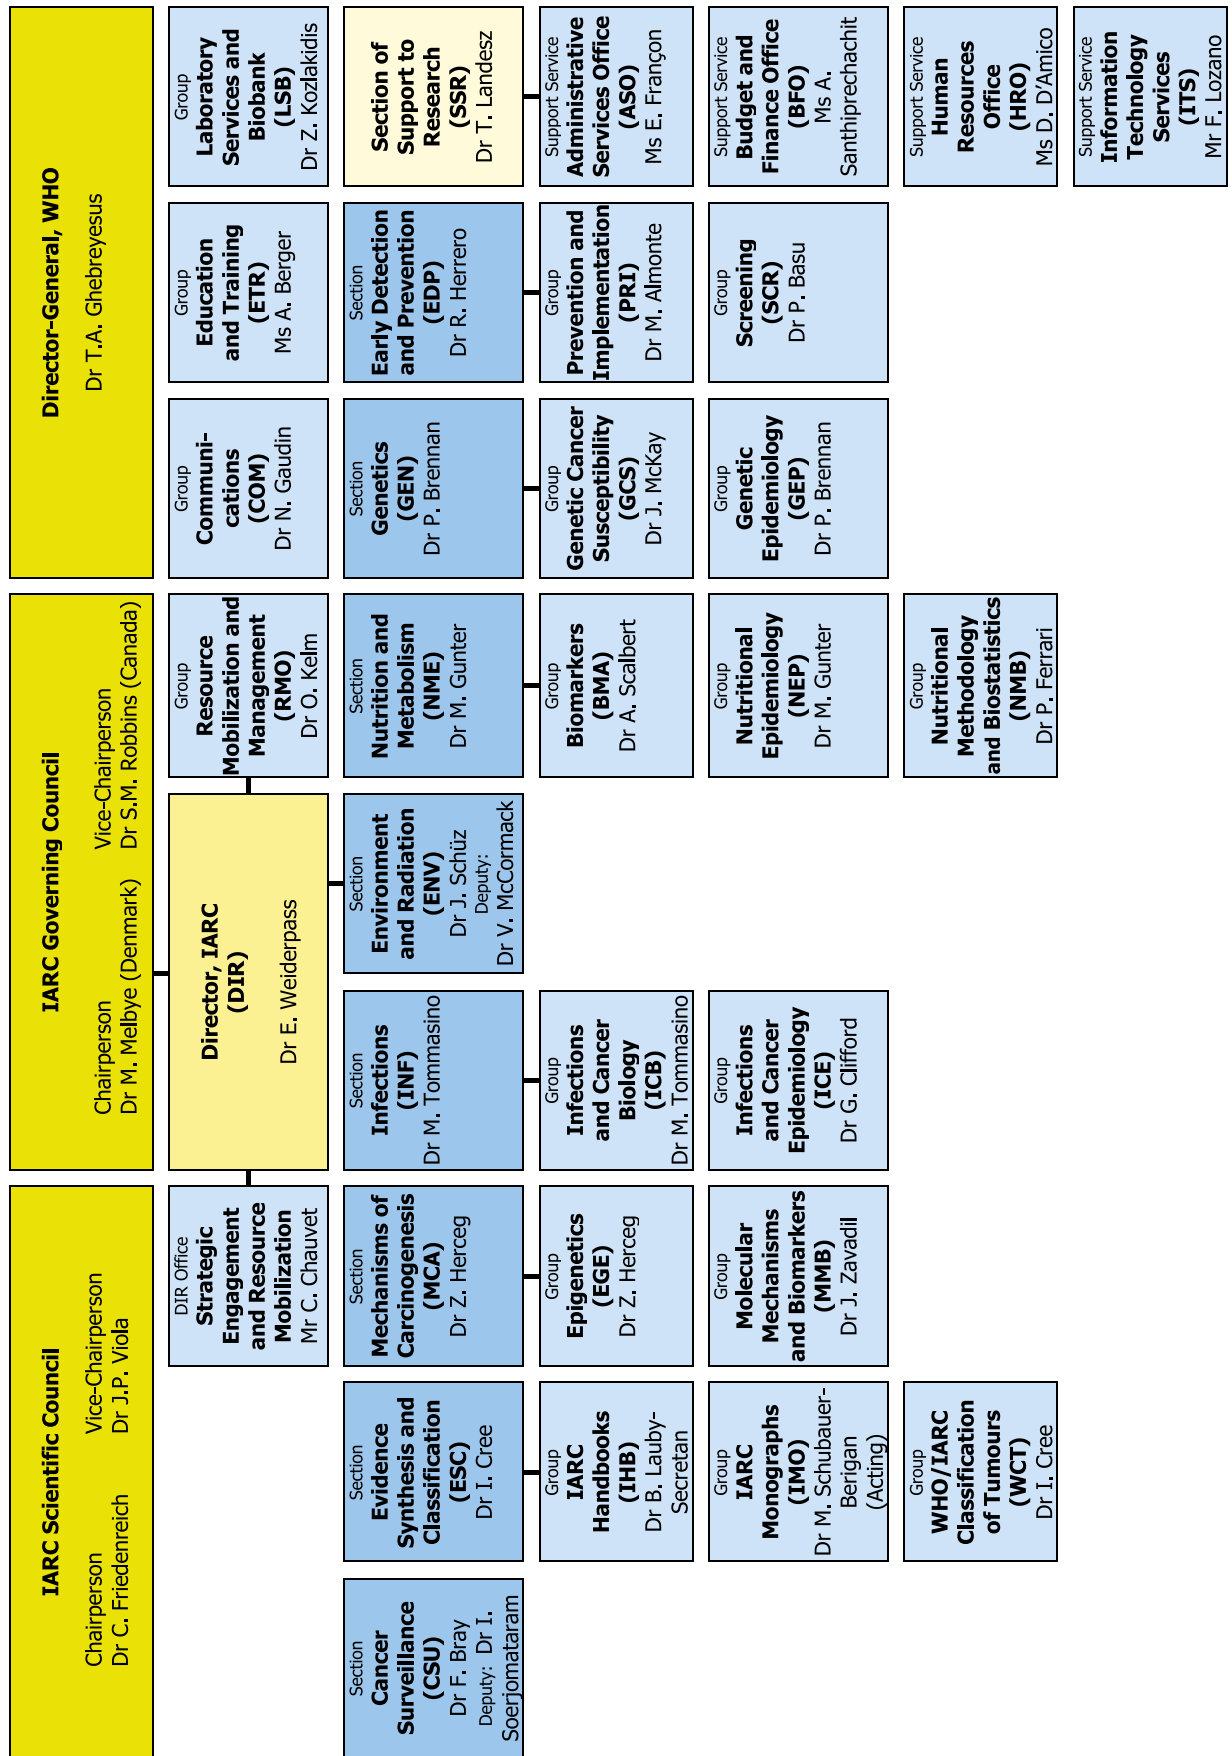 IARC Scientific Council
Chairperson
Dr C. Friedenreich
Vice-Chairperson
Dr J.P. Viola
IARC Governing Council
Chairperson
Dr M. Melbye (Denmark)
Vice-Chairperson
Dr S.M. Robbins (Canada)
Director-General, WHO
Dr T.A. Ghebreyesus
DIR Office
Strategic
Engagement
and Resource
Mobilization
Mr C. Chauvet
Director, IARC
(DIR)
Dr E. Weiderpass
Group
Resource
Mobilization and
Management
(RMO)
Dr O. Kelm
Group
Communi-
cations
(COM)
Dr N. Gaudin
Group
Education
and Training
(ETR)
Ms A. Berger
Group
Laboratory
Services and
Biobank
(LSB)
Dr Z. Kozlakidis
Section
Cancer
Surveillance
(CSU)
Dr F. Bray
Deputy: Dr I.
Soerjomataram
Section
Evidence
Synthesis and
Classification
(ESC)
Dr I. Cree
Section
Mechanisms of
Carcinogenesis
(MCA)
Dr Z. Herceg
Section
Infections
(INF)
Dr M. Tommasino
Section
Environment
and Radiation
(ENV)
Dr J. Schüz
Deputy:
Dr V. McCormack
Section
Nutrition and
Metabolism
(NME)
Dr M. Gunter
Section
Genetics
(GEN)
Dr P. Brennan
Section
Early Detection
and Prevention
(EDP)
Dr R. Herrero
Section of
Support to
Research
(SSR)
Dr T. Landesz
Group
IARC
Handbooks
(IHB)
Dr B. Lauby-
Secretan
Group
Epigenetics
(EGE)
Dr Z. Herceg
Group
Infections
and Cancer
Biology
(ICB)
Dr M. Tommasino
Group
Biomarkers
(BMA)
Dr A. Scalbert
Group
Genetic Cancer
Susceptibility
(GCS)
Dr J. McKay
Group
Prevention and
Implementation
(PRI)
Dr M. Almonte
Support Service
Administrative
Services Office
(ASO)
Ms E. Françon
Group
IARC
Monographs
(IMO)
Dr M. Schubauer-
Berigan
(Acting)
Group
Molecular
Mechanisms
and Biomarkers
(MMB)
Dr J. Zavadil
Group
Infections
and Cancer
Epidemiology
(ICE)
Dr G. Clifford
Group
Nutritional
Epidemiology
(NEP)
Dr M. Gunter
Group
Genetic
Epidemiology
(GEP)
Dr P. Brennan
Group
Screening
(SCR)
Dr P. Basu
Support Service
Budget and
Finance Office
(BFO)
Ms A.
Santhiprechachit
Group
WHO/IARC
Classification
of Tumours
(WCT)
Dr I. Cree
Group
Nutritional
Methodology
and Biostatistics
(NMB)
Dr P. Ferrari
Support Service
Human
Resources
Office
(HRO)
Ms D. D'Amico
Support Service
Information
Technology
Services
(ITS)
Mr F. Lozano